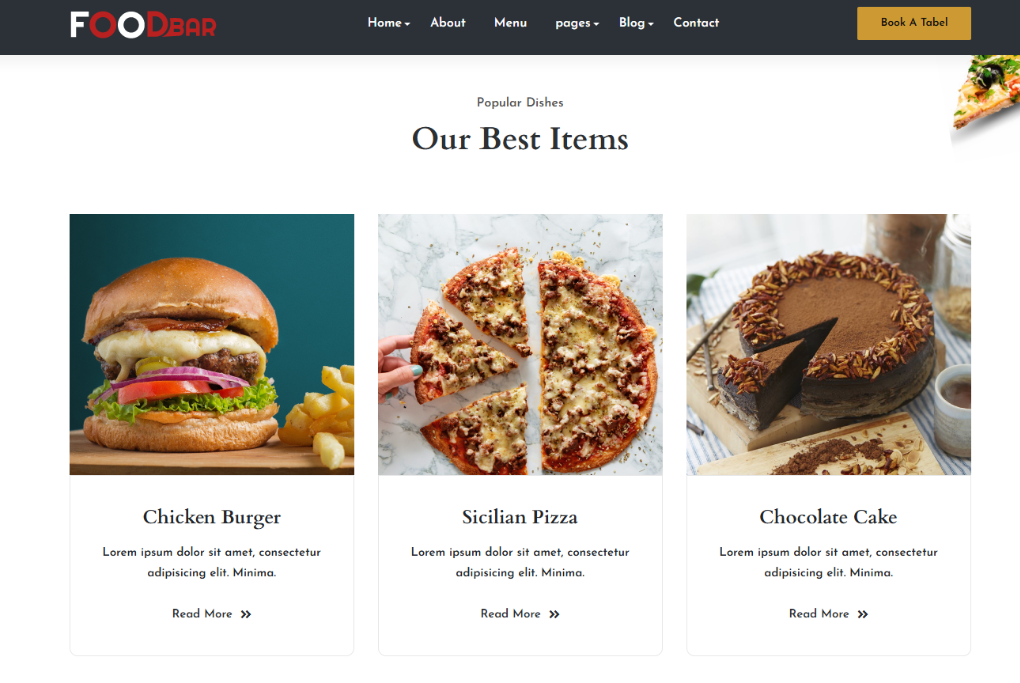 FOODBAR
Home About Menu pages Blog Contact
Book A Tabel
Popular Dishes
Our Best Items
Chicken Burger
Lorem ipsum dolor sit amet, consectetur
adipisicing elit. Minima.
Read More
Sicilian Pizza
Lorem ipsum dolor sit amet, consectetur
adipisicing elit. Minima.
Read More
Chocolate Cake
Lorem ipsum dolor sit amet, consectetur
adipisicing elit. Minima.
Read More